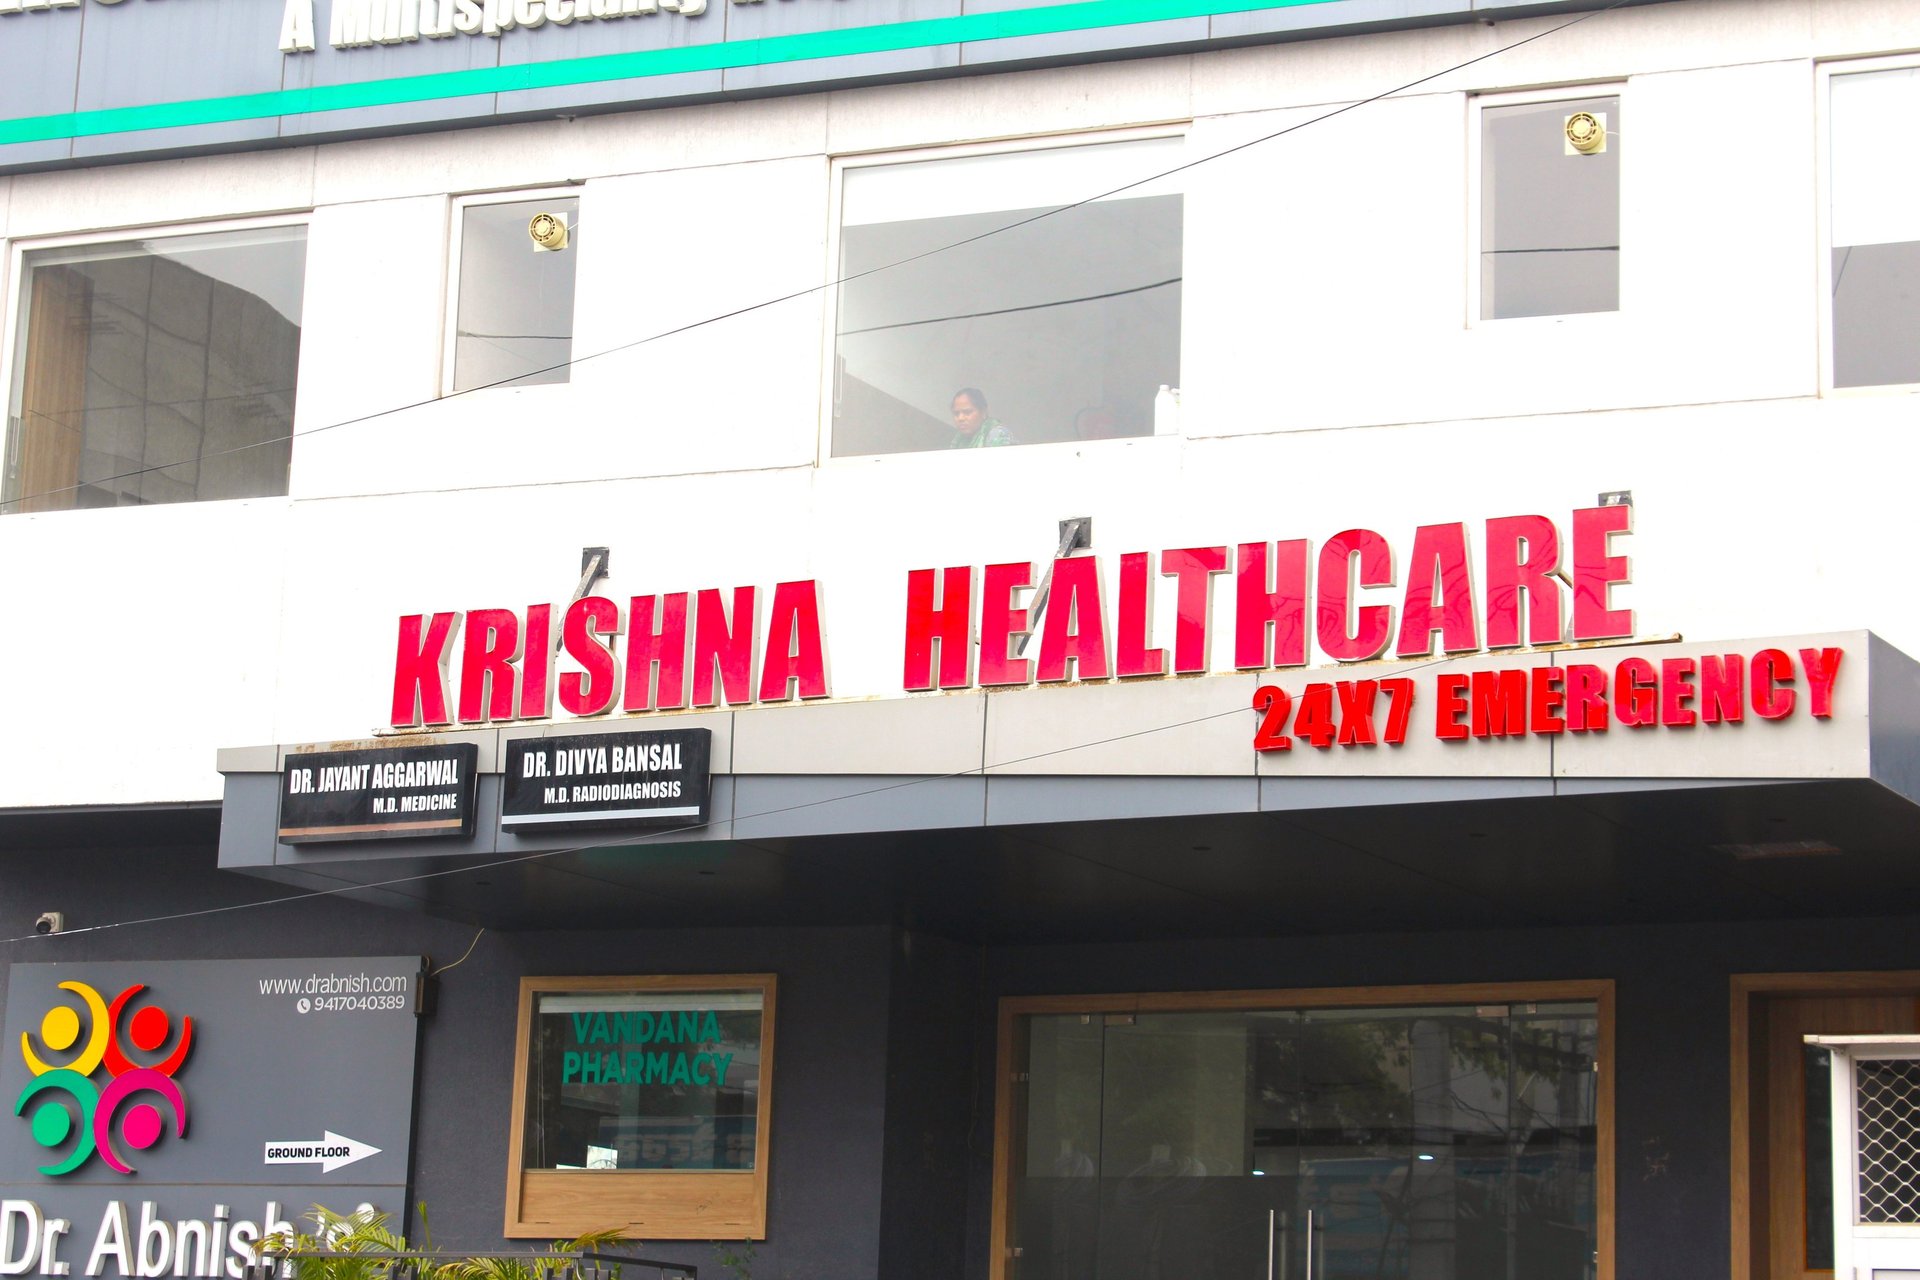 A Multispeciality
KRISHNA HEALTHCARE
24X7 EMERGENCY
DR. JAYANT AGGARWAL
M.D. MEDICINE
DR. DIVYA BANSAL
M.D. RADIODIAGNOSIS
www.drabnish.com
9417040389
VANDANA
PHARMACY
GROUND FLOOR
Dr. Abnish